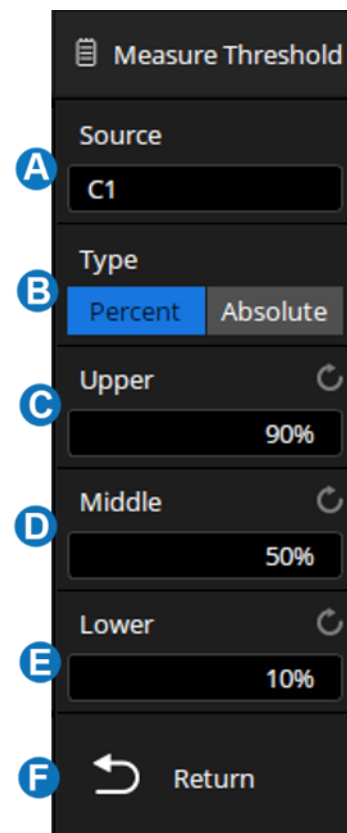 Measure Threshold
Source
A
C1
Type
B
Percent Absolute
Upper
C
90%
Middle
D
50%
Lower
E
10%
F Return